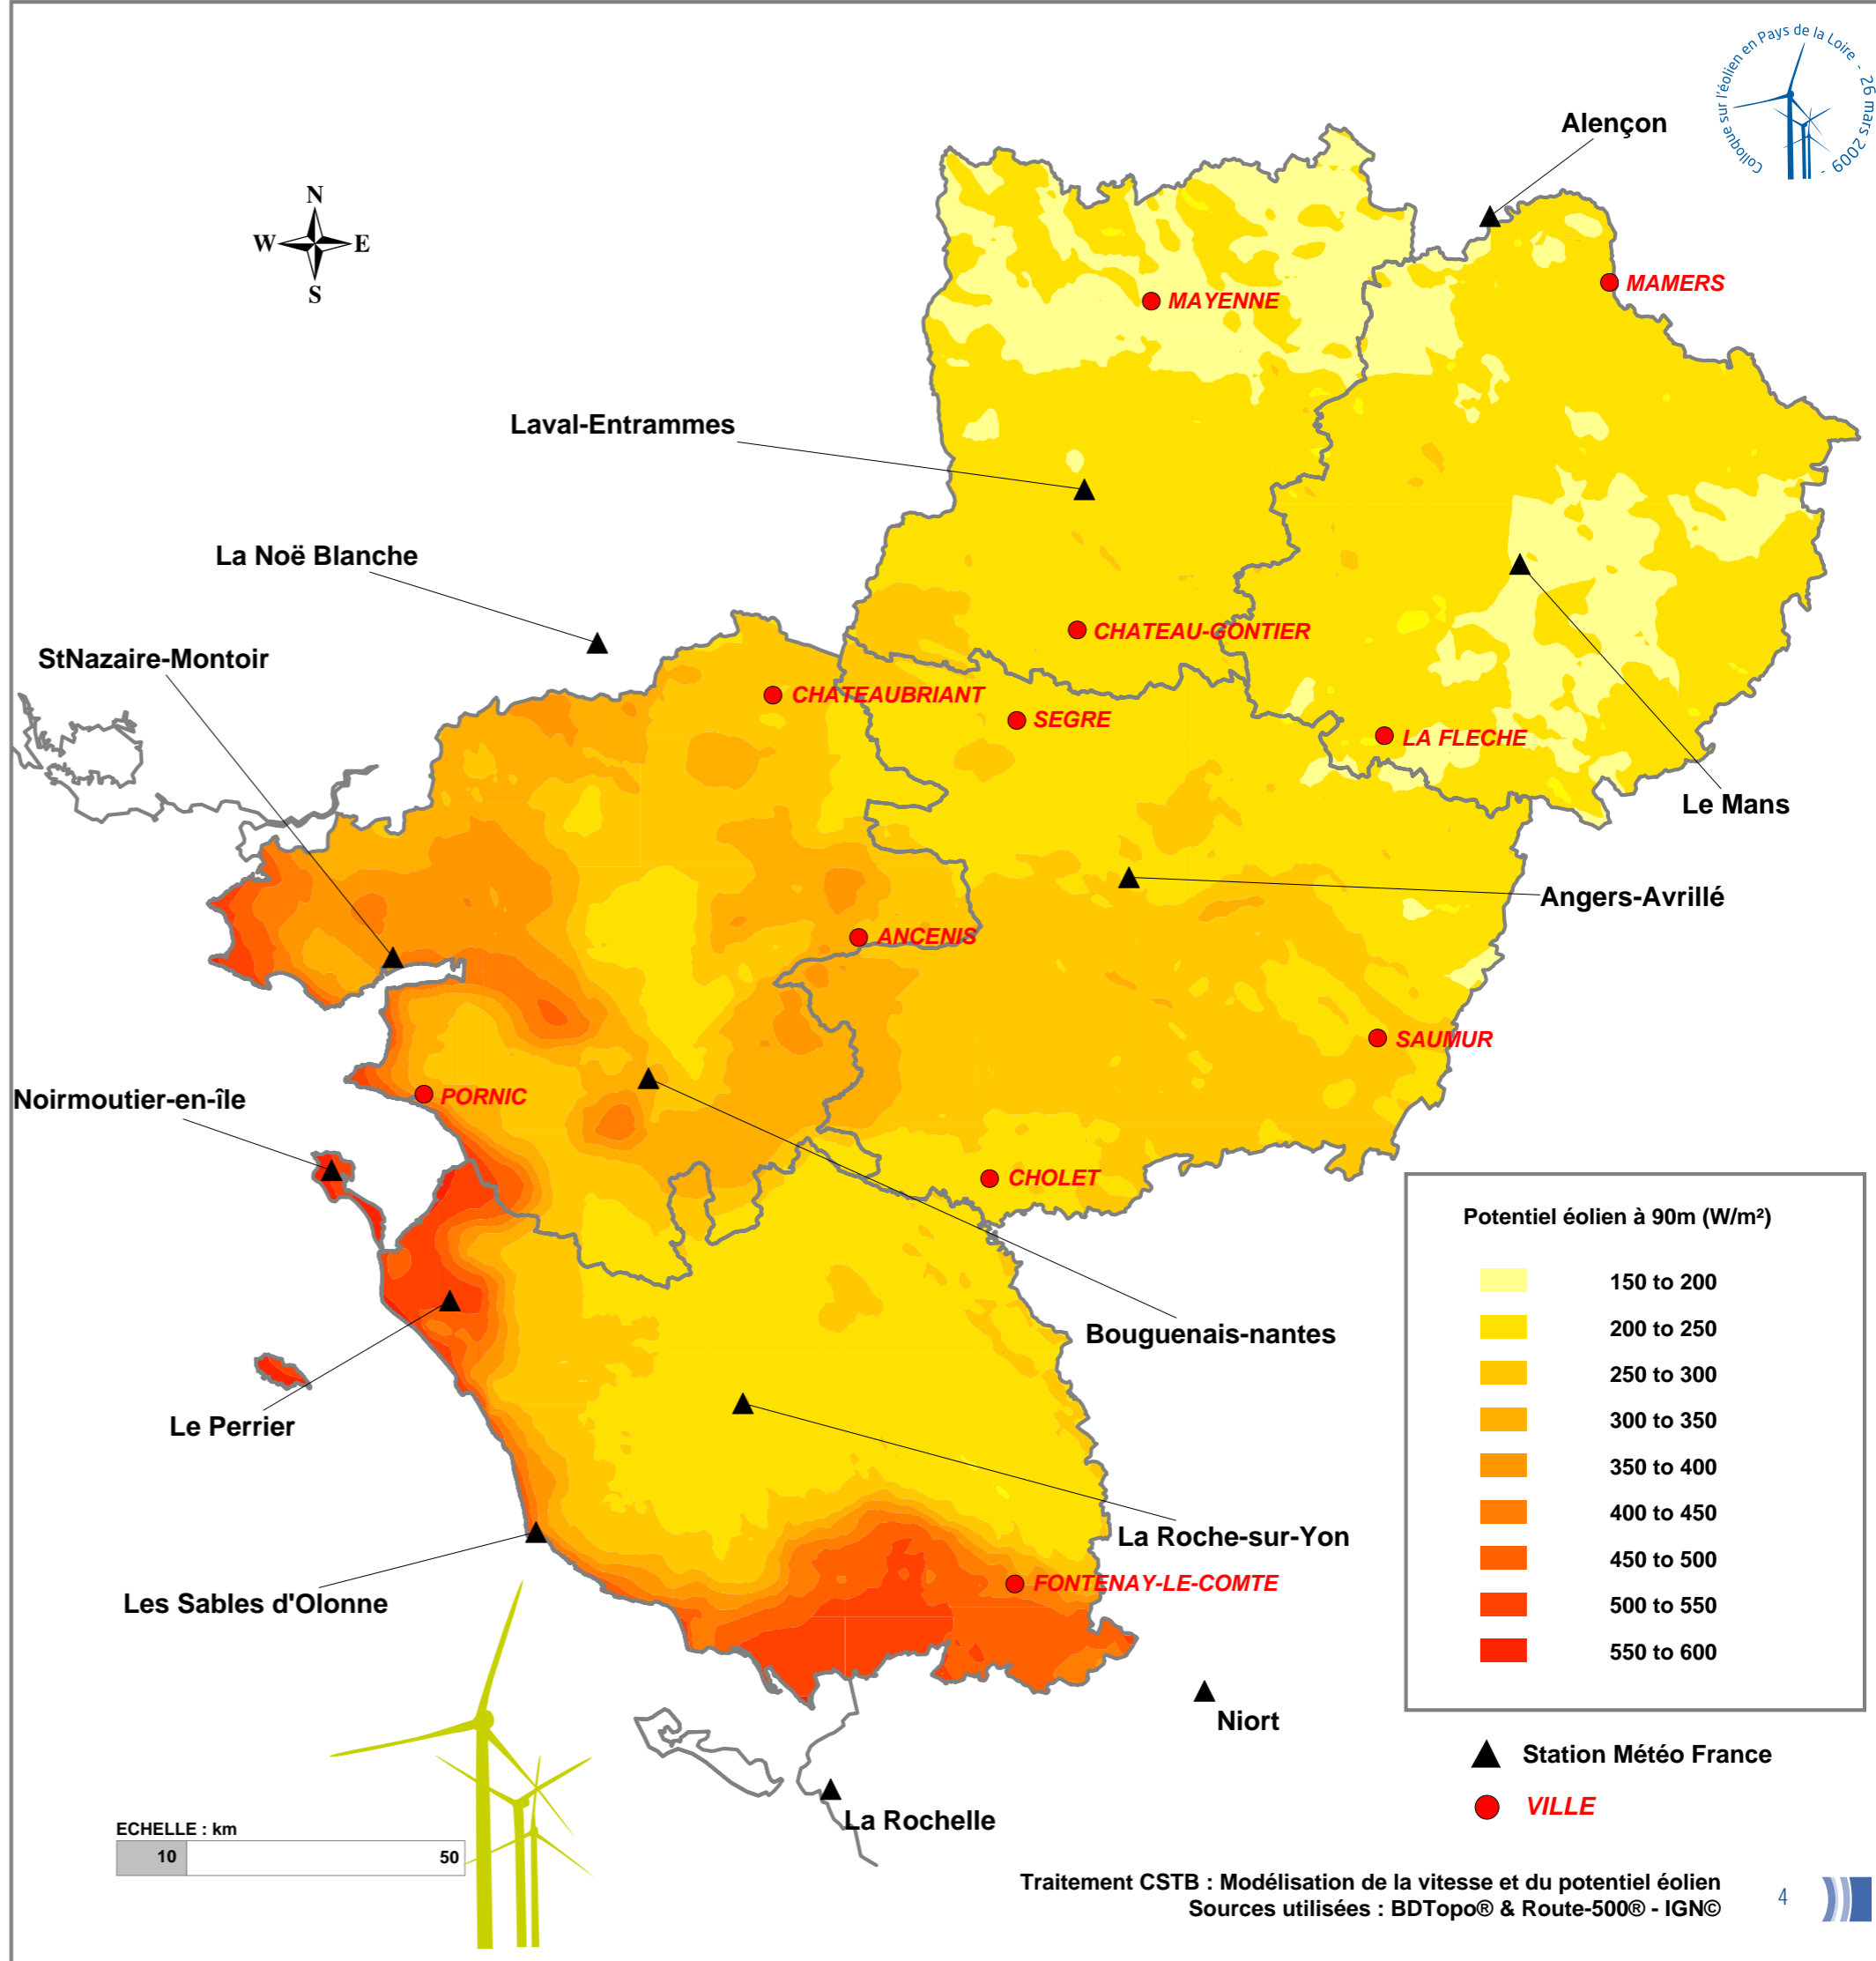 Colloque sur l'éolien en Pays de la Loire - 26 mars 2009 -
Alençon
N
W E
S
MAMERS
MAYENNE
Laval-Entrammes
La Noë Blanche
CHATEAU-GONTIER
StNazaire-Montoir
CHATEAUBRIANT
SEGRE
LA FLECHE
Le Mans
Angers-Avrillé
ANCENIS
SAUMUR
Noirmoutier-en-île
PORNIC
CHOLET
Potentiel éolien à 90m (W/m²)
150 to 200
200 to 250
250 to 300
300 to 350
350 to 400
400 to 450
450 to 500
500 to 550
550 to 600
Bouguenais-nantes
Le Perrier
La Roche-sur-Yon
FONTENAY-LE-COMTE
Les Sables d'Olonne
Niort
Station Météo France
VILLE
La Rochelle
ECHELLE : km
10 50
Traitement CSTB : Modélisation de la vitesse et du potentiel éolien
Sources utilisées : BDTopo® & Route-500® - IGN©
4